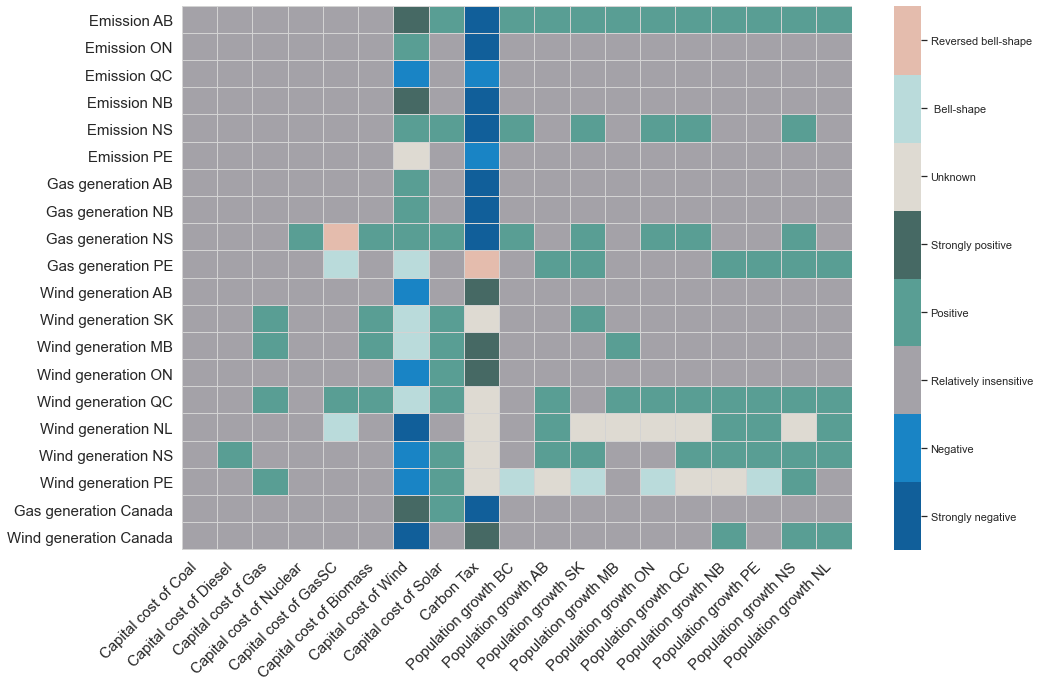 Emission AB
Emission ON
Emission QC
Emission NB
Emission NS
Emission PE
Gas generation AB
Gas generation NB
Gas generation NS
Gas generation PE
Wind generation AB
Wind generation SK
Wind generation MB
Wind generation ON
Wind generation QC
Wind generation NL
Wind generation NS
Wind generation PE
Gas generation Canada
Wind generation Canada
Capital cost of Coal
Capital cost of Diesel
Capital cost of Gas
Capital cost of Nuclear
Capital cost of GasSC
Capital cost of Biomass
Capital cost of Wind
Capital cost of Solar
Carbon Tax
Population growth BC
Population growth AB
Population growth SK
Population growth MB
Population growth ON
Population growth QC
Population growth NB
Population growth PE
Population growth NS
Population growth NL
Reversed bell-shape
Bell-shape
Unknown
Strongly positive
Positive
Relatively insensitive
Negative
Strongly negative